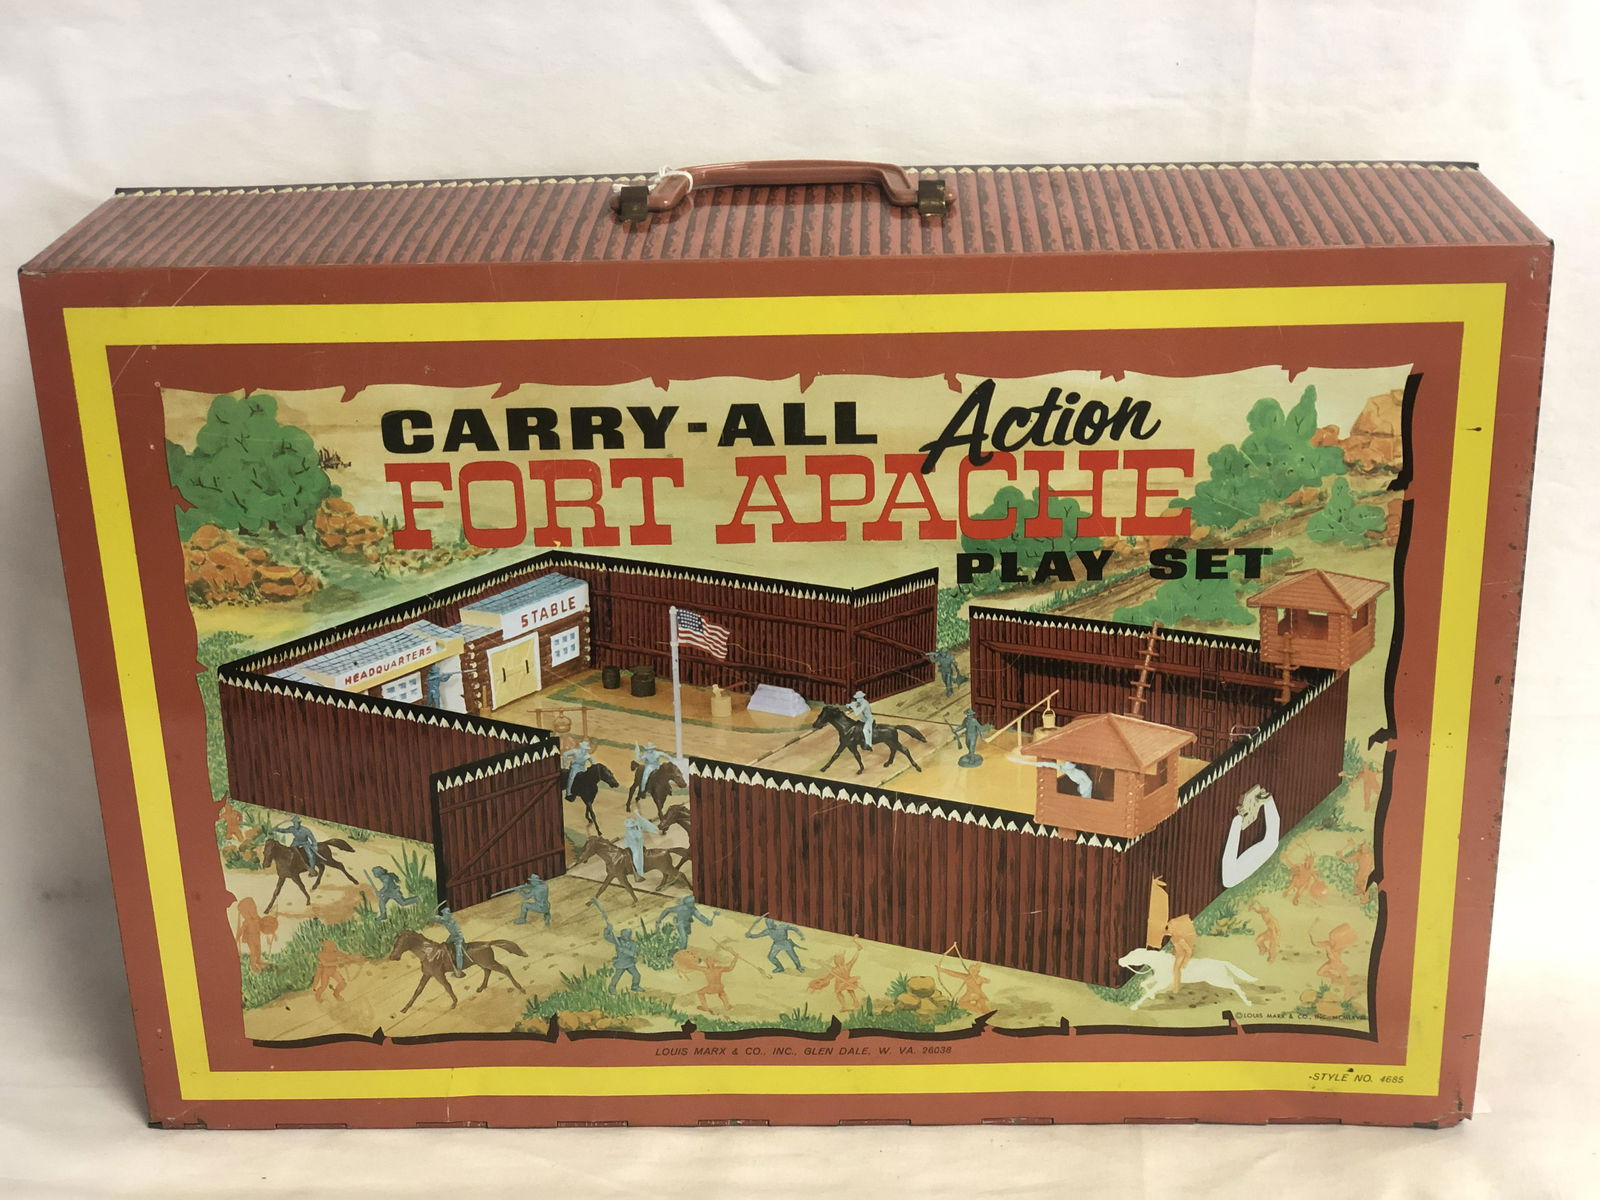 CARRY-ALL Action
FORT APACHE
PLAY SET
STABLE
HEADQUARTERS
© LOUIS MARX & CO., INC.
LOUIS MARX & CO., INC., GLEN DALE, W. VA. 26038
STYLE NO. 4685